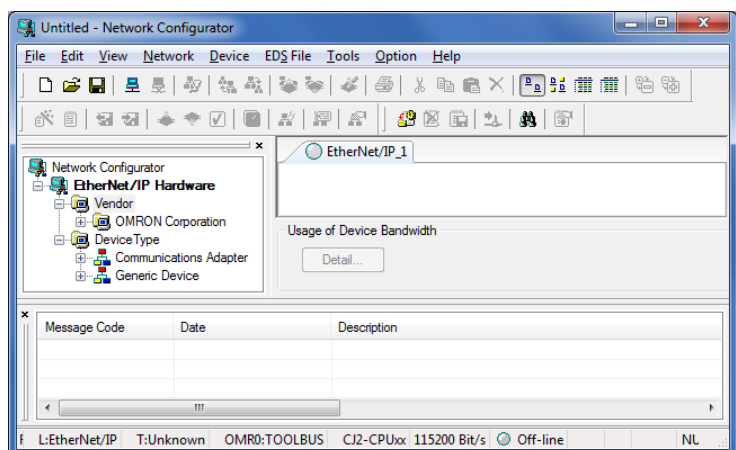 Untitled - Network Configurator
File Edit View Network Device EDS File Tools Option Help
Network Configurator
EtherNet/IP Hardware
Vendor
OMRON Corporation
DeviceType
Communications Adapter
Generic Device
EtherNet/IP_1
Usage of Device Bandwidth
Detail...
Message Code Date Description
L:EtherNet/IP T:Unknown OMR0:TOOLBUS CJ2-CPUxx 115200 Bit/s Off-line